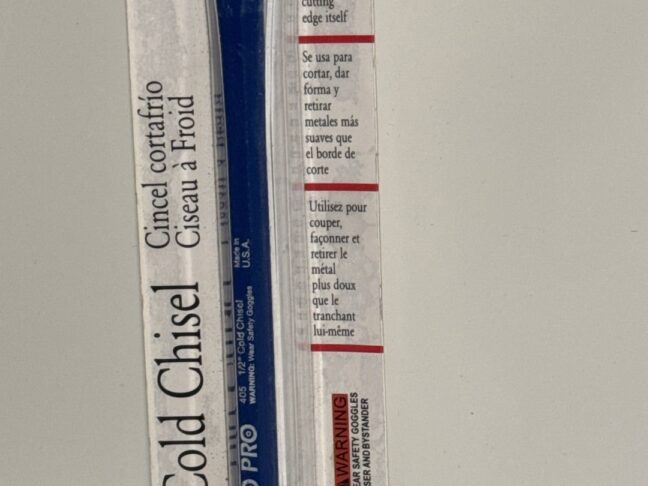 Cold Chisel
Cincel cortafrío
Ciseau à Froid
PRO
405 1/2" Cold Chisel
WARNING: Wear Safety Goggles
Made in
U.S.A.
cutting
edge itself
Se usa para
cortar, dar
forma y
retirar
metales más
suaves que
el borde de
corte
Utilisez pour
couper,
façonner et
retirer le
métal
plus doux
que le
tranchant
lui-même
WARNING
EAR SAFETY GOGGLES
SER AND BYSTANDER